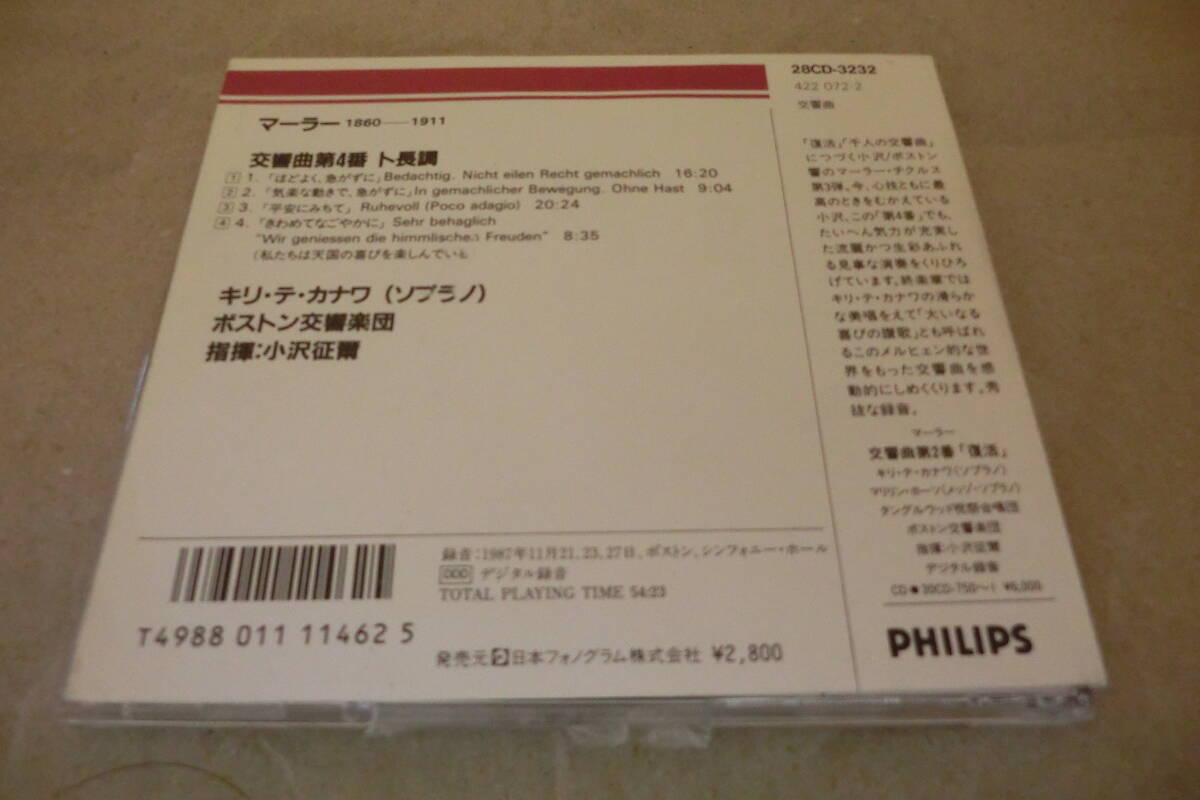 マーラー 1860——1911
交響曲第4番 ト長調
1 1.「ほどよく、急がずに」Bedachtig. Nicht eilen Recht gemachlich 16:20
2 2.「気楽な動きで、急がずに」In gemachlicher Bewegung. Ohne Hast 9:04
3 3.「平安にみちて」 Ruhevoll (Poco adagio) 20:24
4 4.「きわめてなごやかに」Sehr behaglich
"Wir geniessen die himmlischen Freuden" 8:35
(私たちは天国の喜びを楽しんでいる
キリ・テ・カナワ(ソプラノ)
ボストン交響楽団
指揮:小沢征爾
録音:1987年11月21, 23, 27日、ボストン、シンフォニー・ホール
DDD デジタル録音
TOTAL PLAYING TIME 54:23
T4988 011 11462 5
発売元 日本フォノグラム株式会社 ¥2,800
28CD-3232
422 072-2
交響曲
「復活」「千人の交響曲」
につづく小沢/ボストン
響のマーラー・チクルス
第3弾。今、心技ともに最
高のときをむかえている
小沢、この「第4番」でも、
たいへん気力が充実し
た流麗かつ生彩あふれ
る見事な演奏をくりひろ
げています。終楽章では
キリ・テ・カナワの滑らか
な美唱をえて「大いなる
喜びの讃歌」とも呼ばれ
るこのメルヒェン的な世
界をもった交響曲を感
動的にしめくくります。秀
抜な録音。
マーラー
交響曲第2番「復活」
キリ・テ・カナワ(ソプラノ)
マリリン・ホーン(メゾ・ソプラノ)
タングルウッド祝祭合唱団
ボストン交響楽団
指揮:小沢征爾
デジタル録音
CD●30CD-750〜1 ¥6,000
PHILIPS